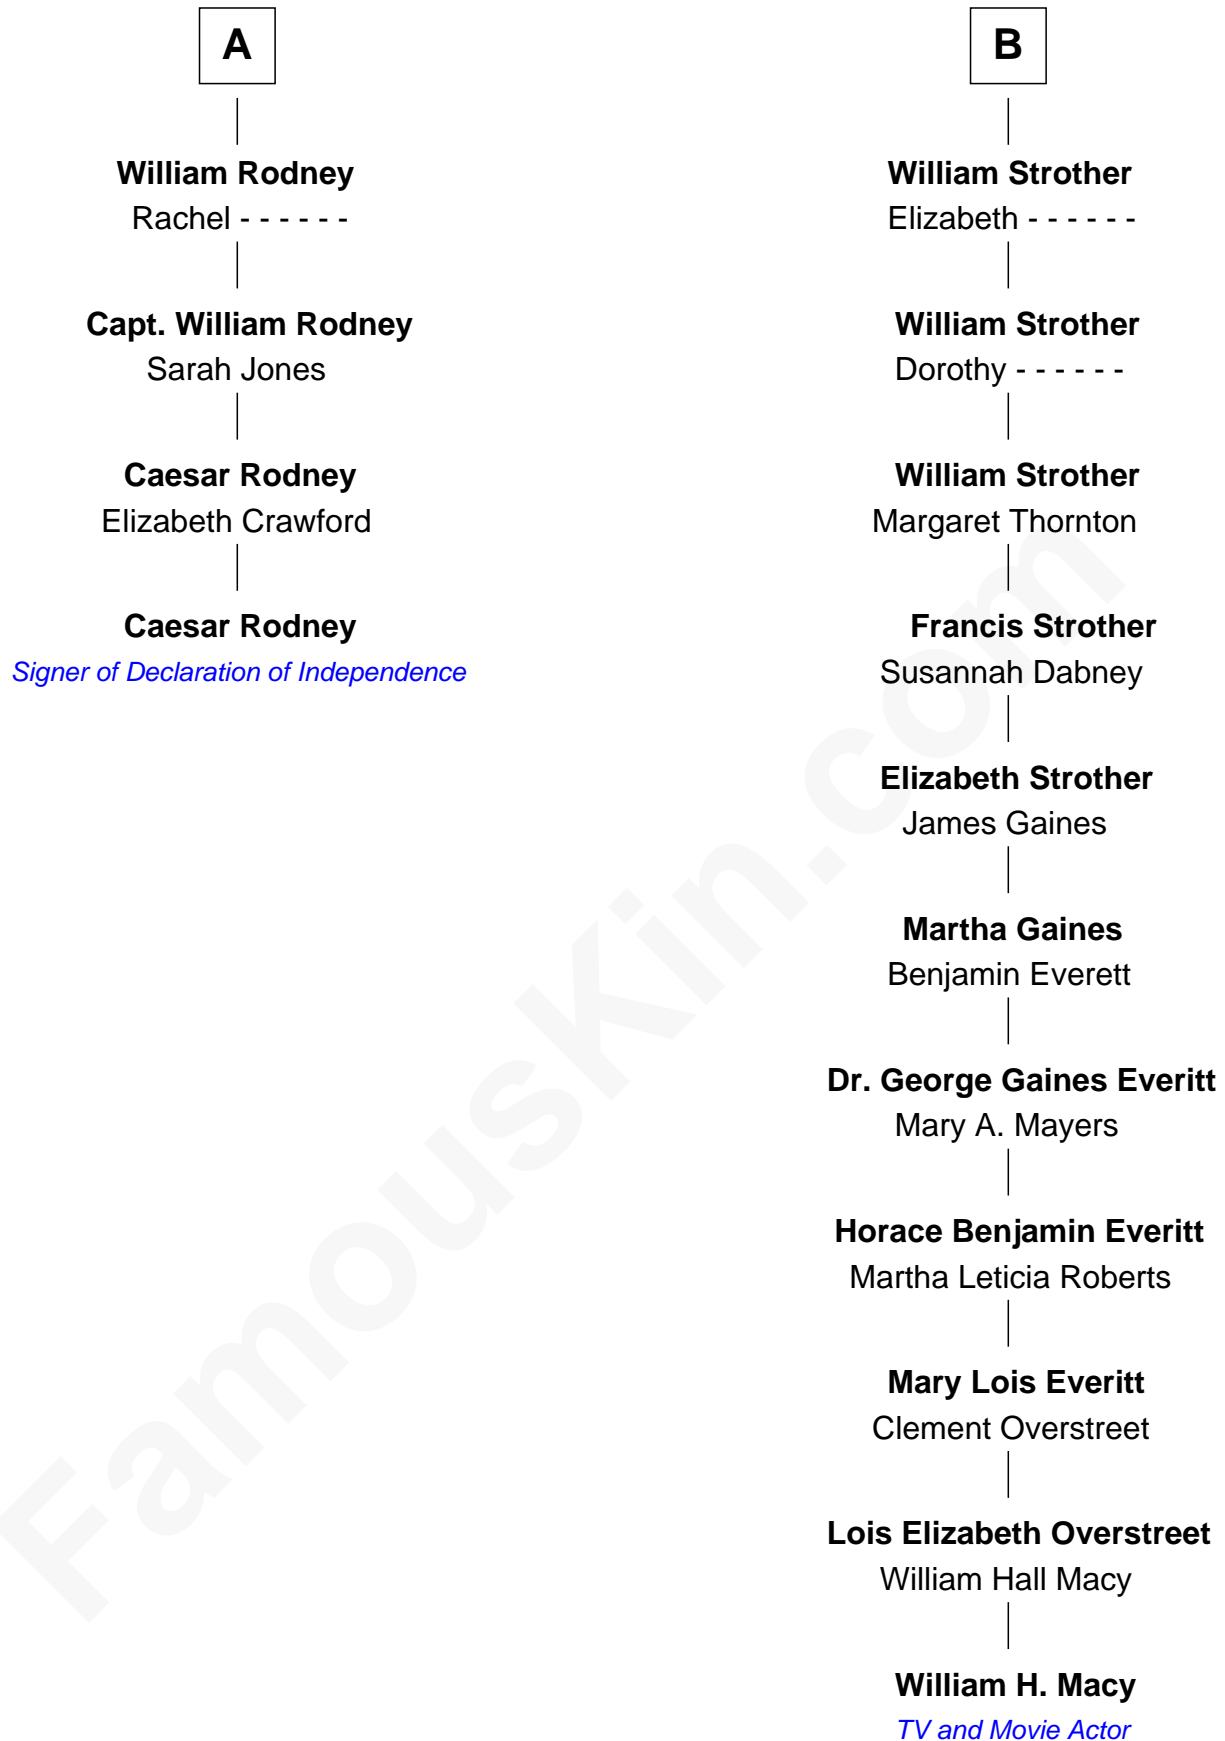 A
William Rodney
Rachel - - - - - -
Capt. William Rodney
Sarah Jones
Caesar Rodney
Elizabeth Crawford
Caesar Rodney
Signer of Declaration of Independence
B
William Strother
Elizabeth - - - - - -
William Strother
Dorothy - - - - - -
William Strother
Margaret Thornton
Francis Strother
Susannah Dabney
Elizabeth Strother
James Gaines
Martha Gaines
Benjamin Everett
Dr. George Gaines Everitt
Mary A. Mayers
Horace Benjamin Everitt
Martha Leticia Roberts
Mary Lois Everitt
Clement Overstreet
Lois Elizabeth Overstreet
William Hall Macy
William H. Macy
TV and Movie Actor
FamousKin.com